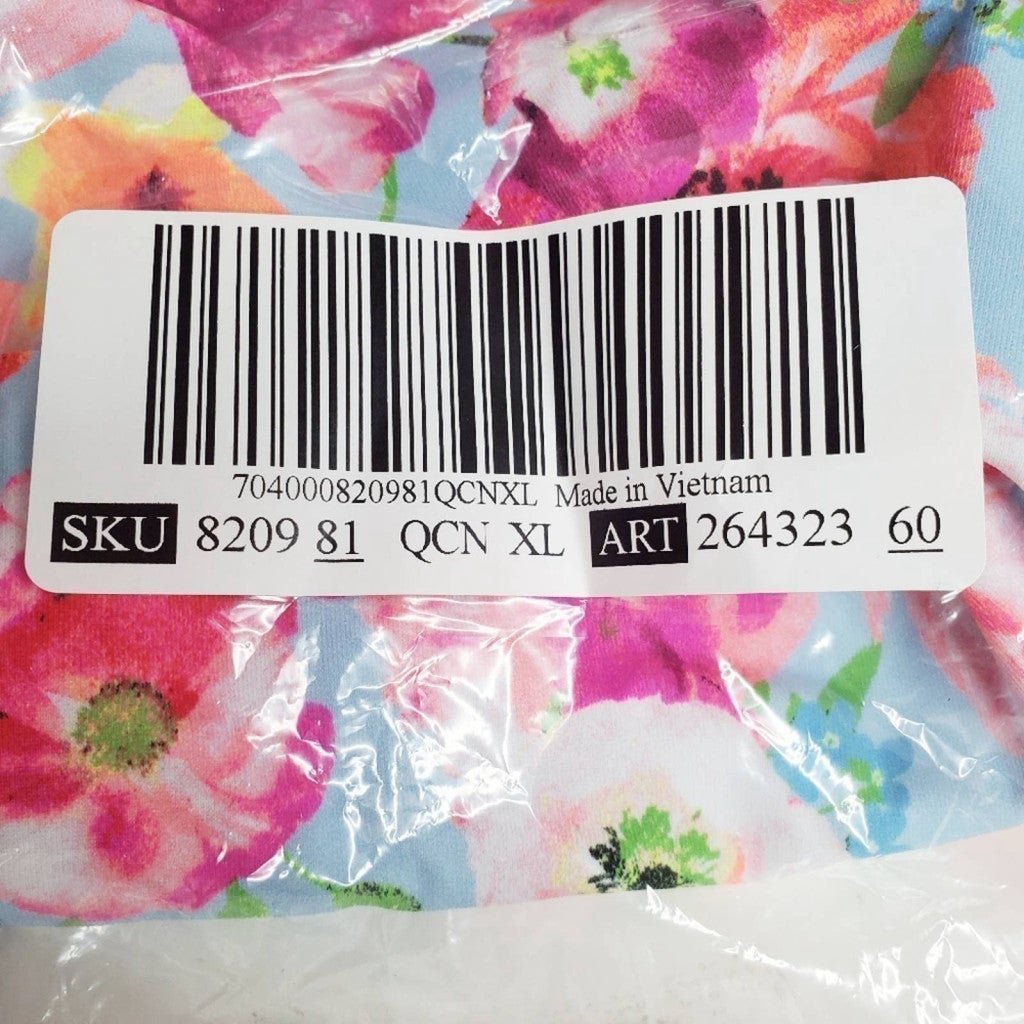 704000820981QCNXL Made in Vietnam
SKU 8209 81 QCN XL ART 264323 60